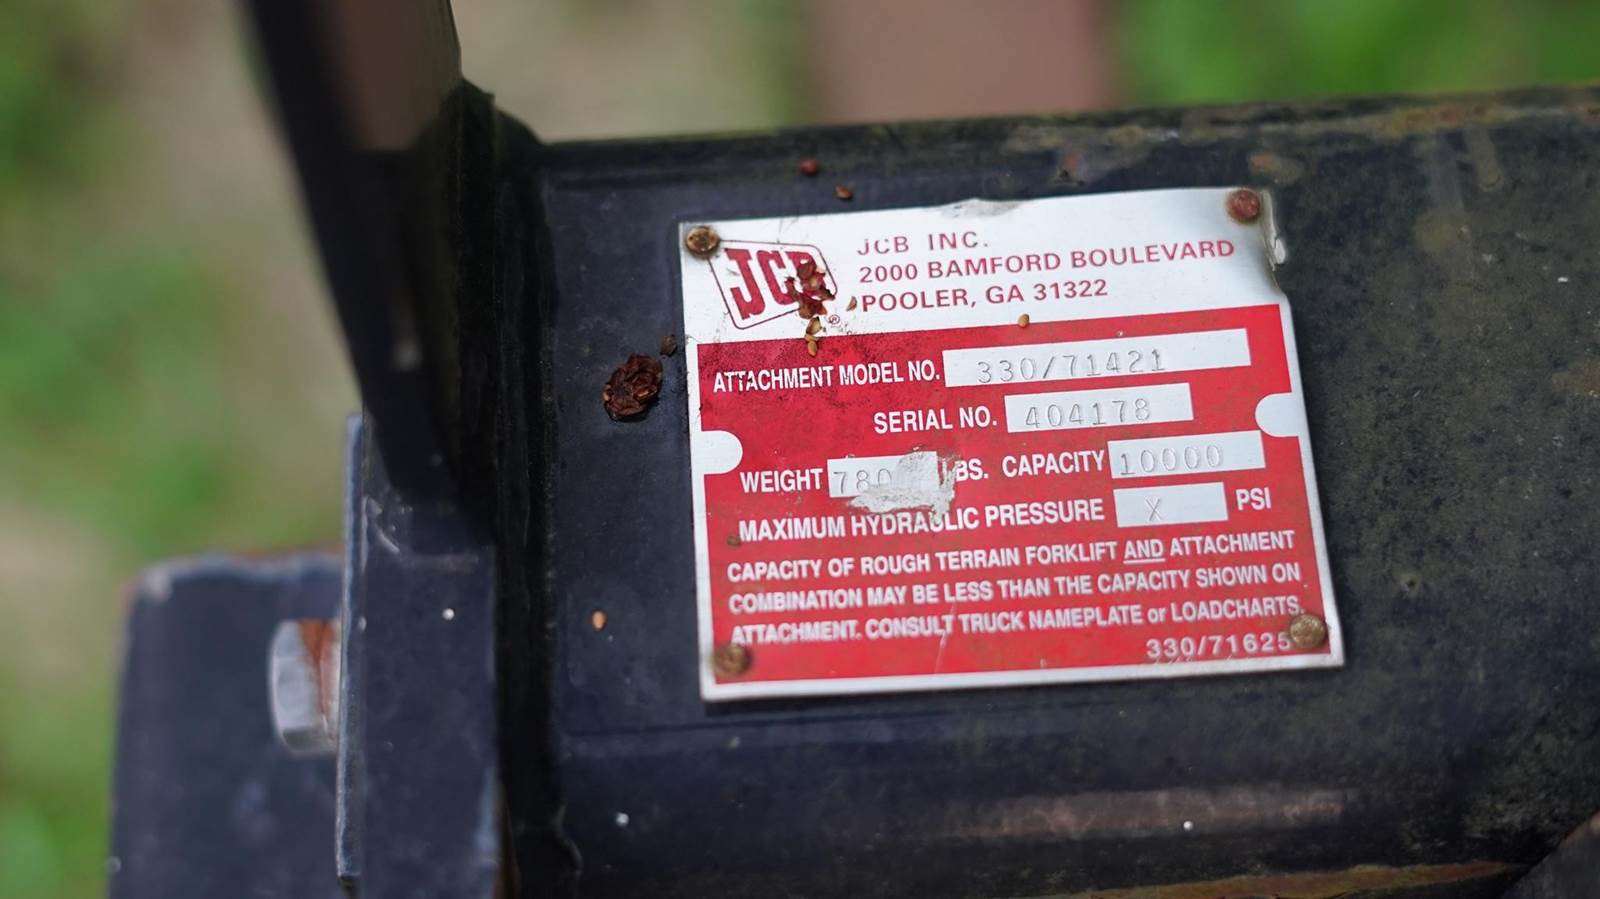 JCB
®
JCB INC.
2000 BAMFORD BOULEVARD
POOLER, GA 31322
ATTACHMENT MODEL NO. 330/71421
SERIAL NO. 404178
WEIGHT 780 LBS. CAPACITY 10000
MAXIMUM HYDRAULIC PRESSURE X PSI
CAPACITY OF ROUGH TERRAIN FORKLIFT AND ATTACHMENT
COMBINATION MAY BE LESS THAN THE CAPACITY SHOWN ON
ATTACHMENT. CONSULT TRUCK NAMEPLATE or LOADCHARTS.
330/71625